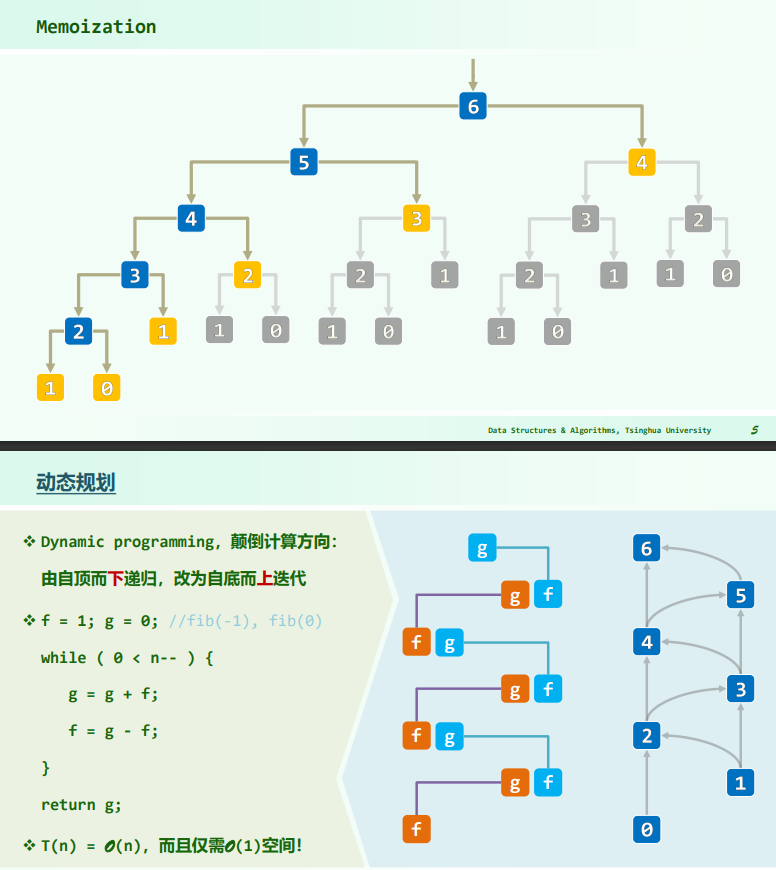 Memoization
6
5 4
4 3 3 2
3 2 2 1 2 1 1 0
2 1 1 0 1 0 1 0
1 0
Data Structures & Algorithms, Tsinghua University 5
动态规划
❖ Dynamic programming, 颠倒计算方向:
由自顶而下递归, 改为自底而上迭代
❖ f = 1; g = 0; //fib(-1), fib(0)
while ( 0 < n-- ) {
g = g + f;
f = g - f;
}
return g;
❖ T(n) = O(n), 而且仅需O(1)空间!
g
g f
f g
g f
f g
g f
f
6
5
4
3
2
1
0